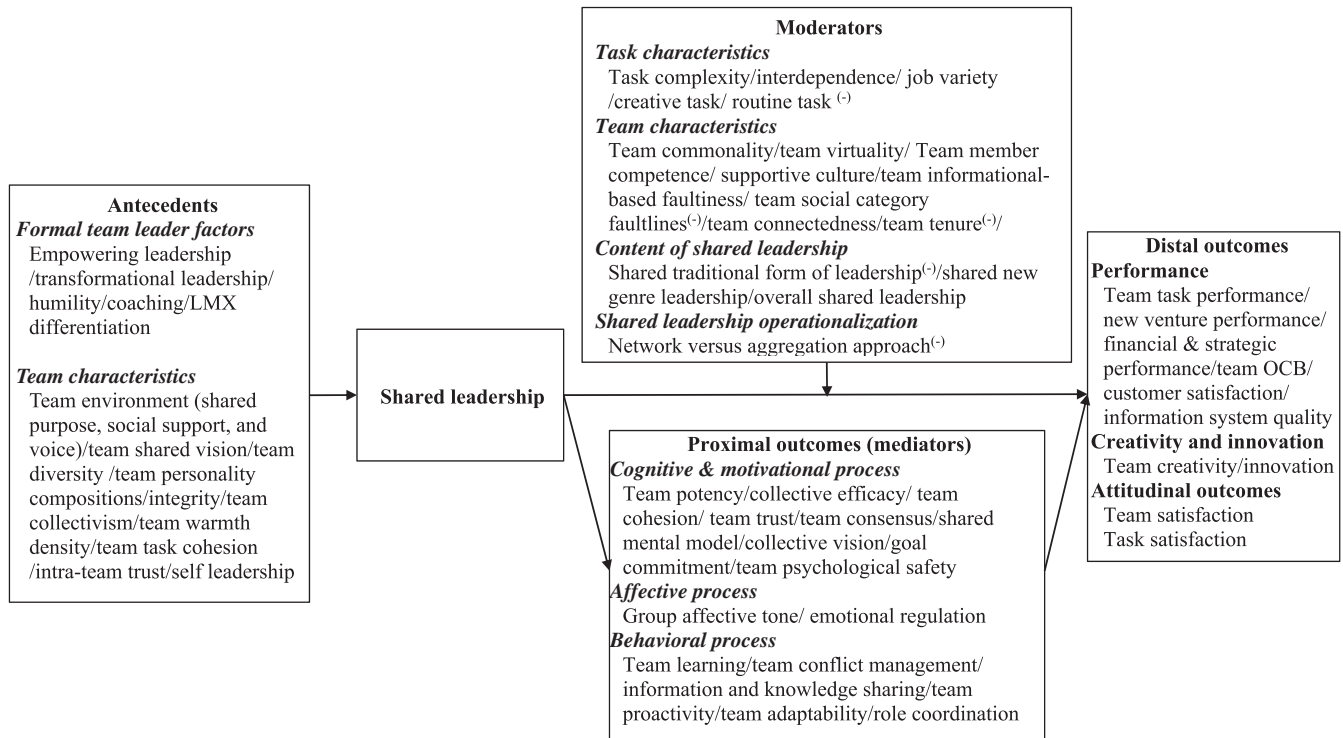 Antecedents
Formal team leader factors
Empowering leadership
/transformational leadership/
humility/coaching/LMX
differentiation
Team characteristics
Team environment (shared
purpose, social support, and
voice)/team shared vision/team
diversity /team personality
compositions/integrity/team
collectivism/team warmth
density/team task cohesion
/intra-team trust/self leadership
Shared leadership
Moderators
Task characteristics
Task complexity/interdependence/ job variety
/creative task/ routine task (-)
Team characteristics
Team commonality/team virtuality/ Team member
competence/ supportive culture/team informational-
based faultiness/ team social category
faultlines(-)/team connectedness/team tenure(-)/
Content of shared leadership
Shared traditional form of leadership(-)/shared new
genre leadership/overall shared leadership
Shared leadership operationalization
Network versus aggregation approach(-)
Proximal outcomes (mediators)
Cognitive & motivational process
Team potency/collective efficacy/ team
cohesion/ team trust/team consensus/shared
mental model/collective vision/goal
commitment/team psychological safety
Affective process
Group affective tone/ emotional regulation
Behavioral process
Team learning/team conflict management/
information and knowledge sharing/team
proactivity/team adaptability/role coordination
Distal outcomes
Performance
Team task performance/
new venture performance/
financial & strategic
performance/team OCB/
customer satisfaction/
information system quality
Creativity and innovation
Team creativity/innovation
Attitudinal outcomes
Team satisfaction
Task satisfaction